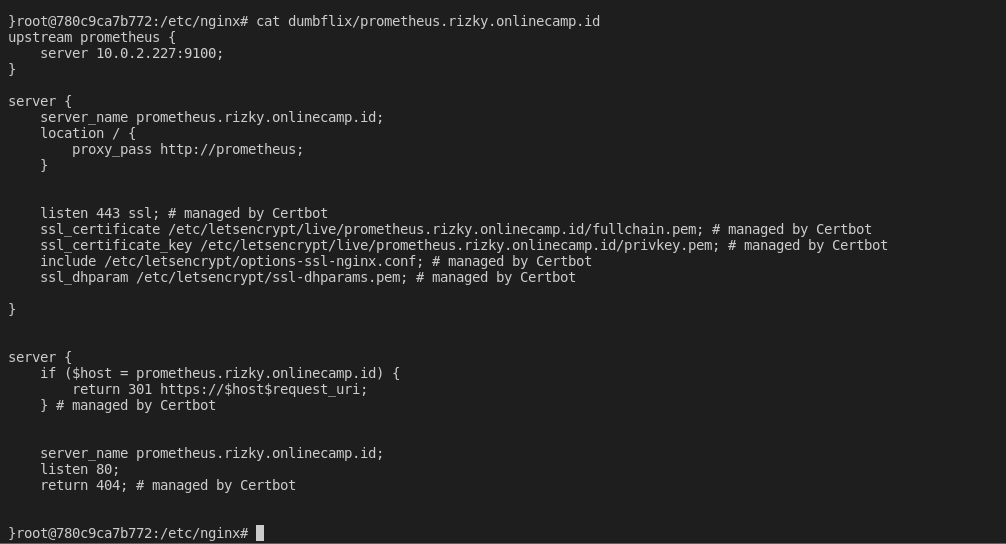 }root@780c9ca7b772:/etc/nginx# cat dumbflix/prometheus.rizky.onlinecamp.id
upstream prometheus {
    server 10.0.2.227:9100;
}

server {
    server_name prometheus.rizky.onlinecamp.id;
    location / {
        proxy_pass http://prometheus;
    }


    listen 443 ssl; # managed by Certbot
    ssl_certificate /etc/letsencrypt/live/prometheus.rizky.onlinecamp.id/fullchain.pem; # managed by Certbot
    ssl_certificate_key /etc/letsencrypt/live/prometheus.rizky.onlinecamp.id/privkey.pem; # managed by Certbot
    include /etc/letsencrypt/options-ssl-nginx.conf; # managed by Certbot
    ssl_dhparam /etc/letsencrypt/ssl-dhparams.pem; # managed by Certbot

}


server {
    if ($host = prometheus.rizky.onlinecamp.id) {
        return 301 https://$host$request_uri;
    } # managed by Certbot


    server_name prometheus.rizky.onlinecamp.id;
    listen 80;
    return 404; # managed by Certbot


}root@780c9ca7b772:/etc/nginx#